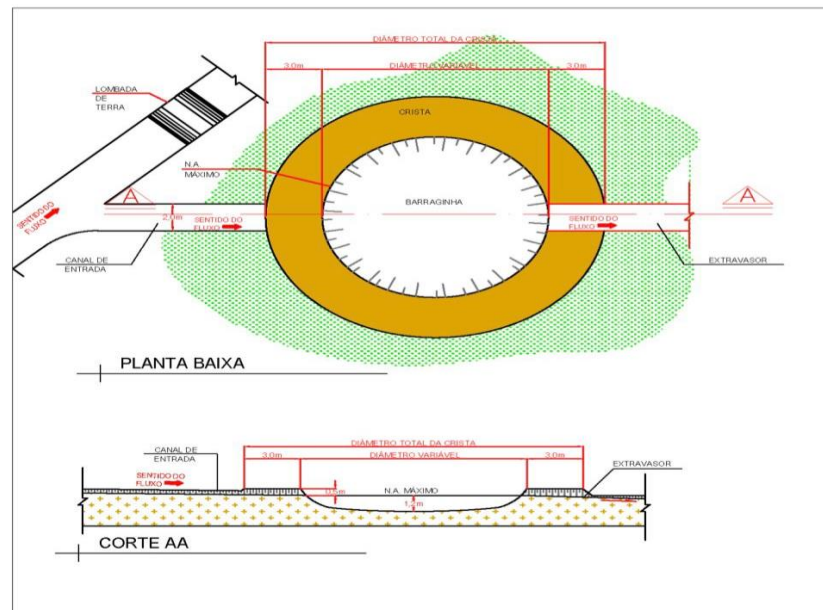 DIÂMETRO TOTAL DA CRISTA
3.0m
DIÂMETRO VARIÁVEL
3.0m
LOMBADA
DE
TERRA
CRISTA
N.A.
MÁXIMO
A
BARRAGINHA
A
2,0m
SENTIDO DO
FLUXO
SENTIDO DO
FLUXO
SENTIDO DO
FLUXO
CANAL DE
ENTRADA
EXTRAVASOR
PLANTA BAIXA
DIÂMETRO TOTAL DA CRISTA
CANAL DE
ENTRADA
3.0m
DIÂMETRO VARIÁVEL
3.0m
SENTIDO DO
FLUXO
EXTRAVASOR
0,5m
N.A. MÁXIMO
CORTE AA